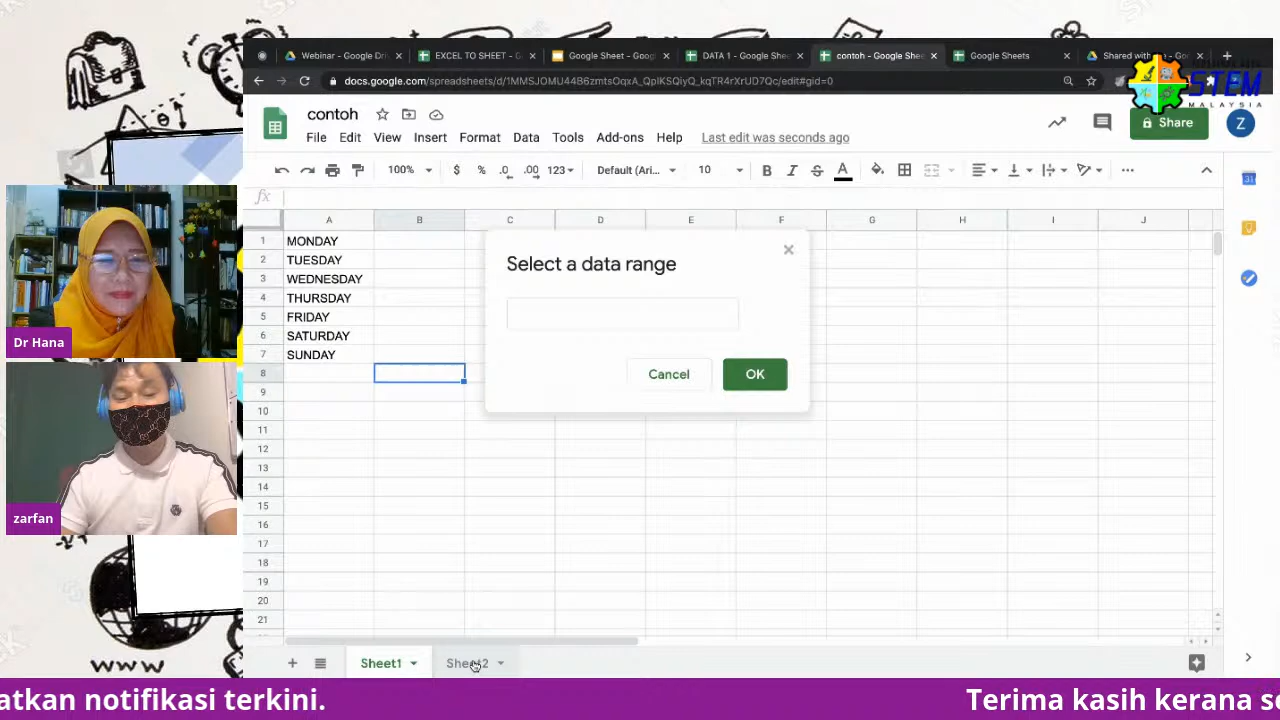 Webinar - Google Dri
EXCEL TO SHEET - G
Google Sheet - Goog
DATA 1 - Google Shee
contoh - Google Shee
Google Sheets
Shared with
docs.google.com/spreadsheets/d/1MMSJOMU44B6zmtsOqxA_QpIKSQiyQ_kqTR4rXrUD7Qc/edit#gid=0
STEM
MALAYSIA
contoh
File Edit View Insert Format Data Tools Add-ons Help Last edit was seconds ago
Share
Z
100% $ % .0 .00 123 Default (Ari... 10 B I S A
31
fx
A B C D E F G H I J
1 MONDAY
2 TUESDAY
3 WEDNESDAY
4 THURSDAY
5 FRIDAY
6 SATURDAY
7 SUNDAY
8
9
10
11
12
13
14
15
16
17
18
19
20
21
Select a data range
Cancel OK
Dr Hana
zarfan
Sheet1 Sheet2
WWW
atkan notifikasi terkini.
Terima kasih kerana s